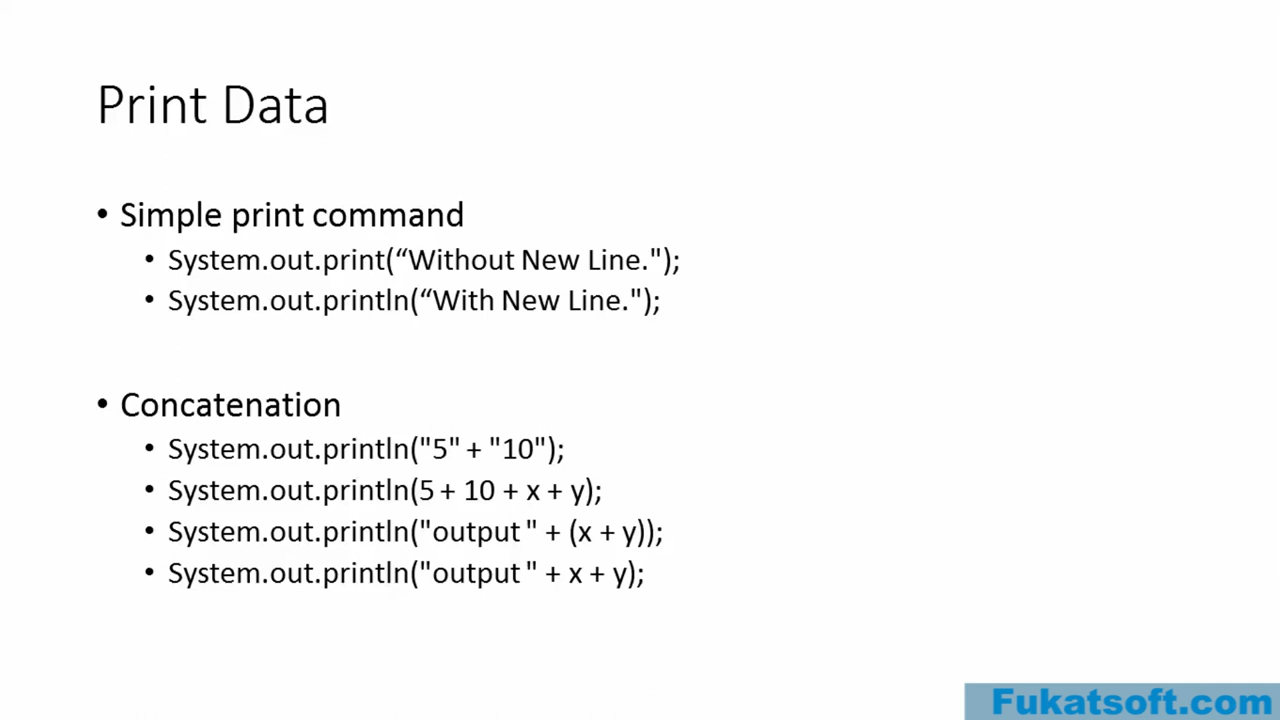 Print Data
• Simple print command
• System.out.print(“Without New Line.");
• System.out.println(“With New Line.");
• Concatenation
• System.out.println("5" + "10");
• System.out.println(5 + 10 + x + y);
• System.out.println("output " + (x + y));
• System.out.println("output " + x + y);
Fukatsoft.com